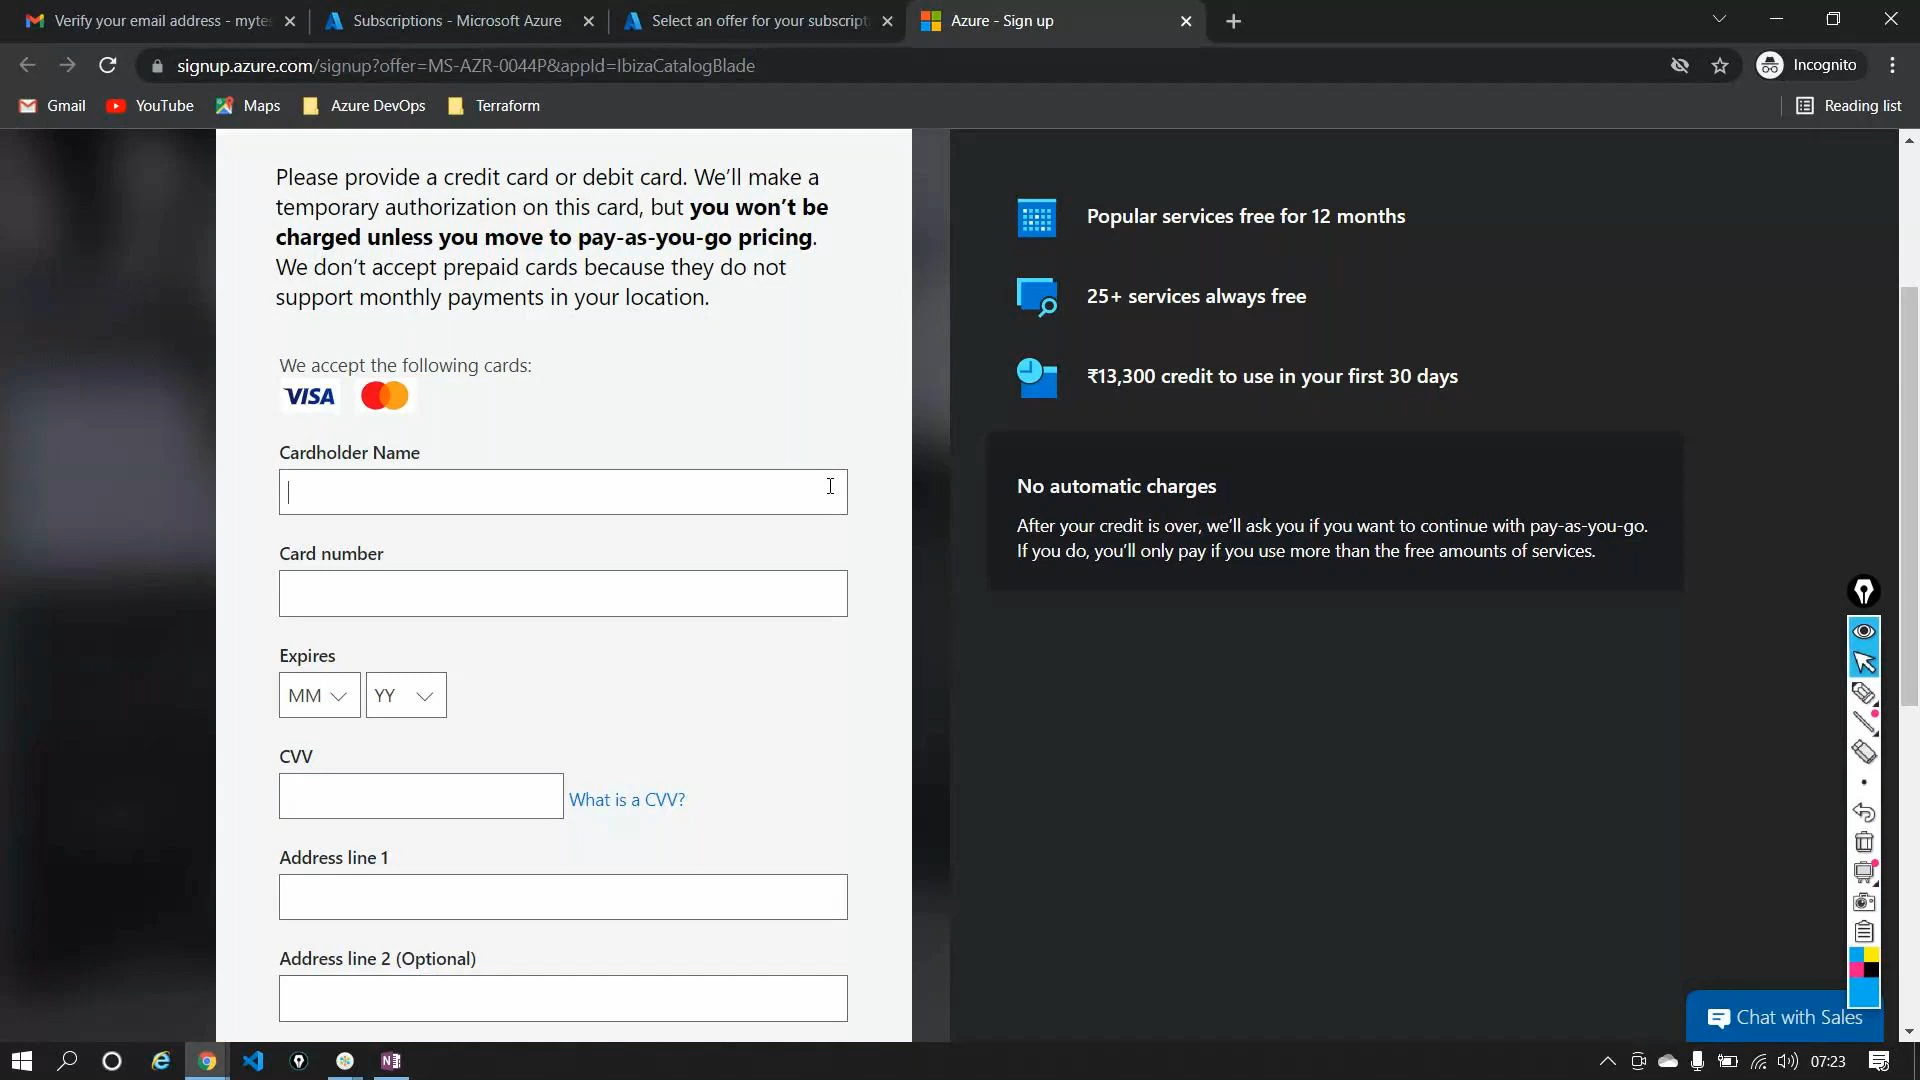 Verify your email address - mytes
Subscriptions - Microsoft Azure
Select an offer for your subscript
Azure - Sign up
signup.azure.com/signup?offer=MS-AZR-0044P&appId=IbizaCatalogBlade
Incognito
Gmail
YouTube
Maps
Azure DevOps
Terraform
Reading list
Please provide a credit card or debit card. We’ll make a
temporary authorization on this card, but you won’t be
charged unless you move to pay-as-you-go pricing.
We don’t accept prepaid cards because they do not
support monthly payments in your location.
We accept the following cards:
VISA
Cardholder Name
Card number
Expires
MM
YY
CVV
What is a CVV?
Address line 1
Address line 2 (Optional)
Popular services free for 12 months
25+ services always free
₹13,300 credit to use in your first 30 days
No automatic charges
After your credit is over, we’ll ask you if you want to continue with pay-as-you-go.
If you do, you’ll only pay if you use more than the free amounts of services.
Chat with Sales
07:23